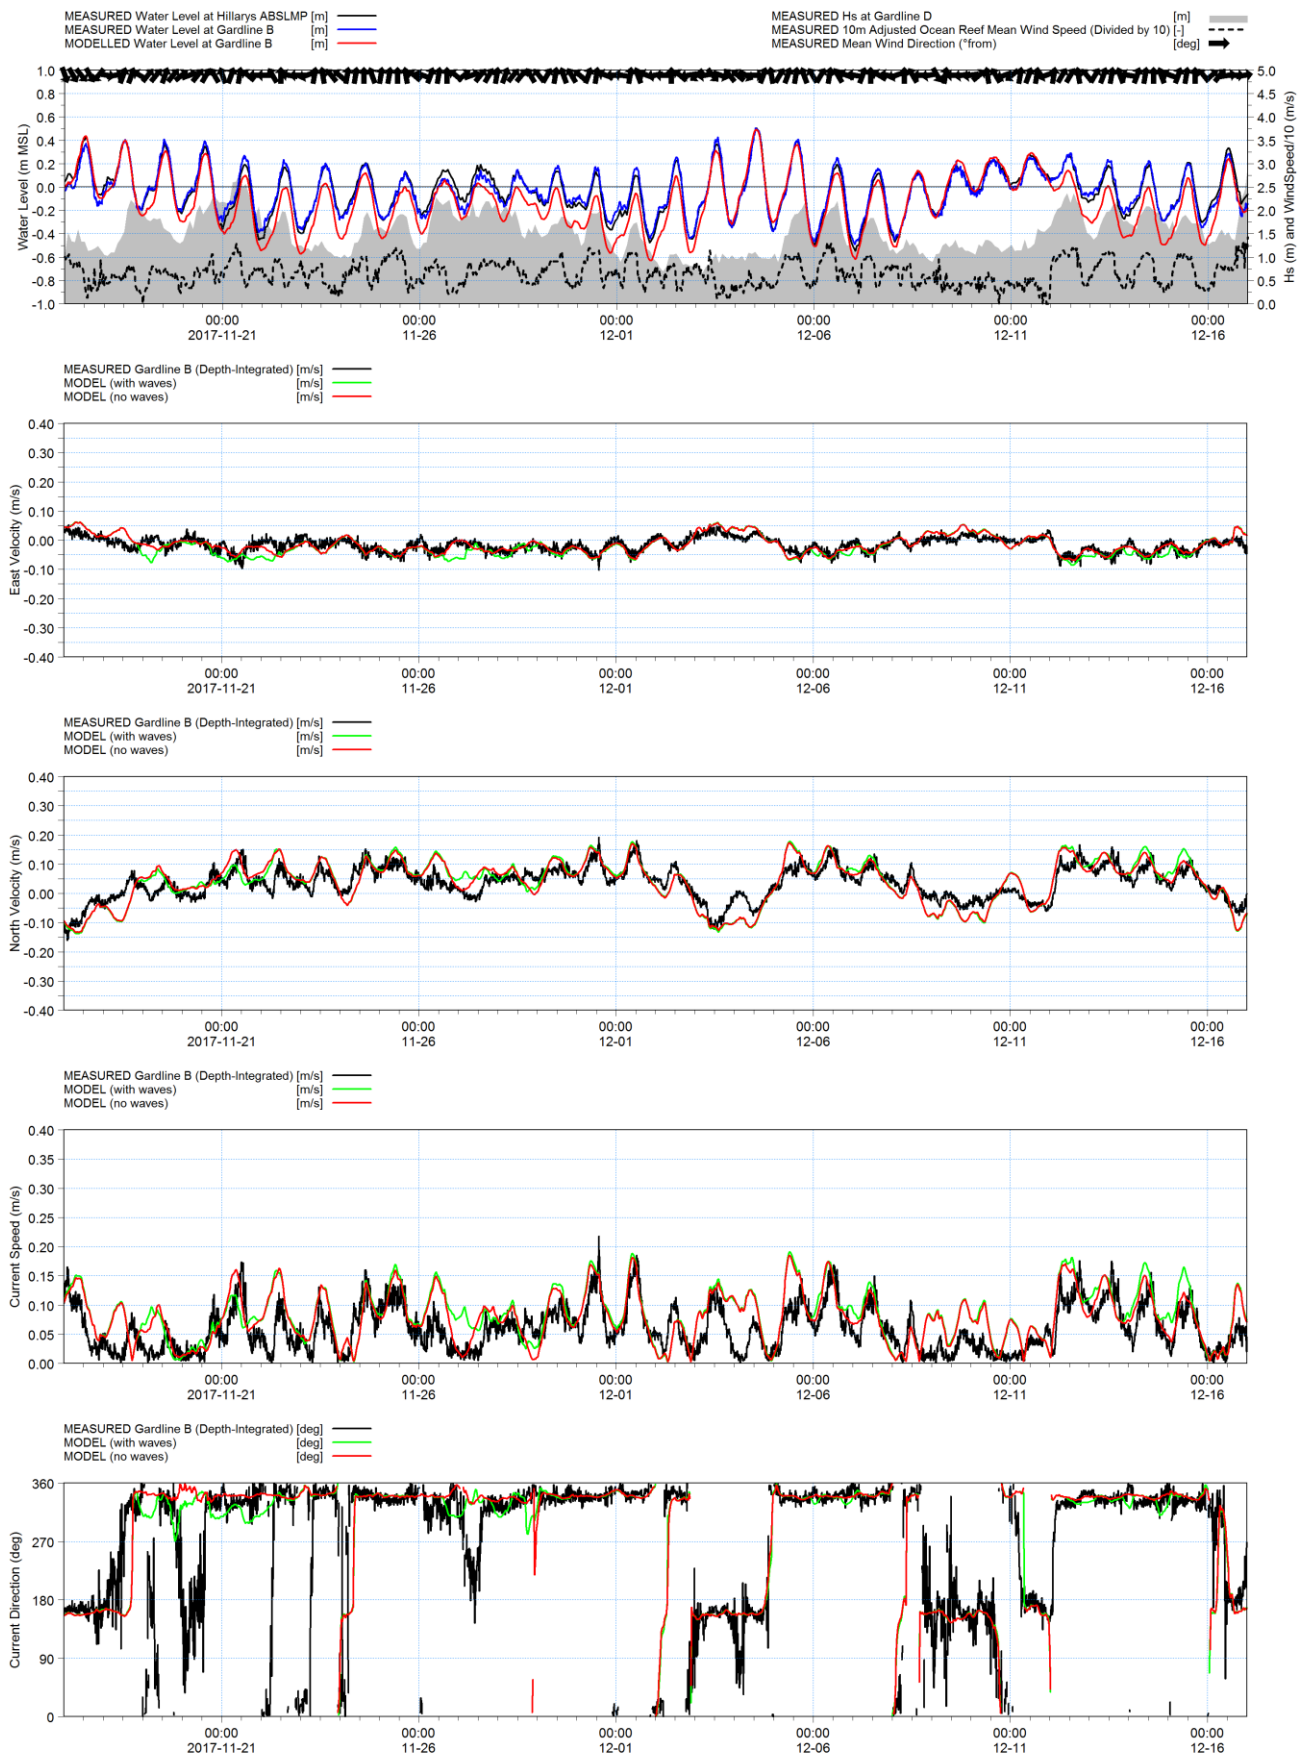 MEASURED Water Level at Hillarys ABSLMP [m]
MEASURED Water Level at Gardline B [m]
MODELLED Water Level at Gardline B [m]
MEASURED Hs at Gardline D [m]
MEASURED 10m Adjusted Ocean Reef Mean Wind Speed (Divided by 10) [-]
MEASURED Mean Wind Direction (°from) [deg]
Water Level (m MSL)
1.0
0.8
0.6
0.4
0.2
0.0
-0.2
-0.4
-0.6
-0.8
-1.0
5.0
4.5
4.0
3.5
3.0
2.5
2.0
1.5
1.0
0.5
0.0
Hs (m) and WindSpeed/10 (m/s)
00:00 00:00 00:00 00:00 00:00 00:00
2017-11-21 11-26 12-01 12-06 12-11 12-16
MEASURED Gardline B (Depth-Integrated) [m/s]
MODEL (with waves) [m/s]
MODEL (no waves) [m/s]
East Velocity (m/s)
0.40
0.30
0.20
0.10
0.00
-0.10
-0.20
-0.30
-0.40
00:00 00:00 00:00 00:00 00:00 00:00
2017-11-21 11-26 12-01 12-06 12-11 12-16
MEASURED Gardline B (Depth-Integrated) [m/s]
MODEL (with waves) [m/s]
MODEL (no waves) [m/s]
North Velocity (m/s)
0.40
0.30
0.20
0.10
0.00
-0.10
-0.20
-0.30
-0.40
00:00 00:00 00:00 00:00 00:00 00:00
2017-11-21 11-26 12-01 12-06 12-11 12-16
MEASURED Gardline B (Depth-Integrated) [m/s]
MODEL (with waves) [m/s]
MODEL (no waves) [m/s]
Current Speed (m/s)
0.40
0.35
0.30
0.25
0.20
0.15
0.10
0.05
0.00
00:00 00:00 00:00 00:00 00:00 00:00
2017-11-21 11-26 12-01 12-06 12-11 12-16
MEASURED Gardline B (Depth-Integrated) [deg]
MODEL (with waves) [deg]
MODEL (no waves) [deg]
Current Direction (deg)
360
270
180
90
0
00:00 00:00 00:00 00:00 00:00 00:00
2017-11-21 11-26 12-01 12-06 12-11 12-16